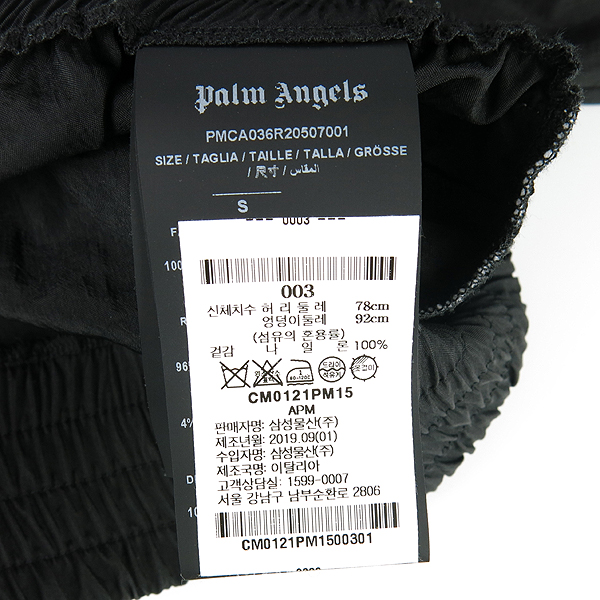 Palm Angels
PMCA036R20507001
SIZE / TAGLIA / TAILLE / TALLA / GRÖSSE
/ 尺寸 / المقاس /
S
--- 0003 ---
003
신체치수 허리둘레 78cm
엉덩이둘레 92cm
(섬유의 혼용률)
겉감 나일론 100%
CM0121PM15
APM
판매자명: 삼성물산(주)
제조년월: 2019.09(01)
수입자명: 삼성물산(주)
제조국명: 이탈리아
고객상담실: 1599-0007
서울 강남구 남부순환로 2806
CM0121PM1500301